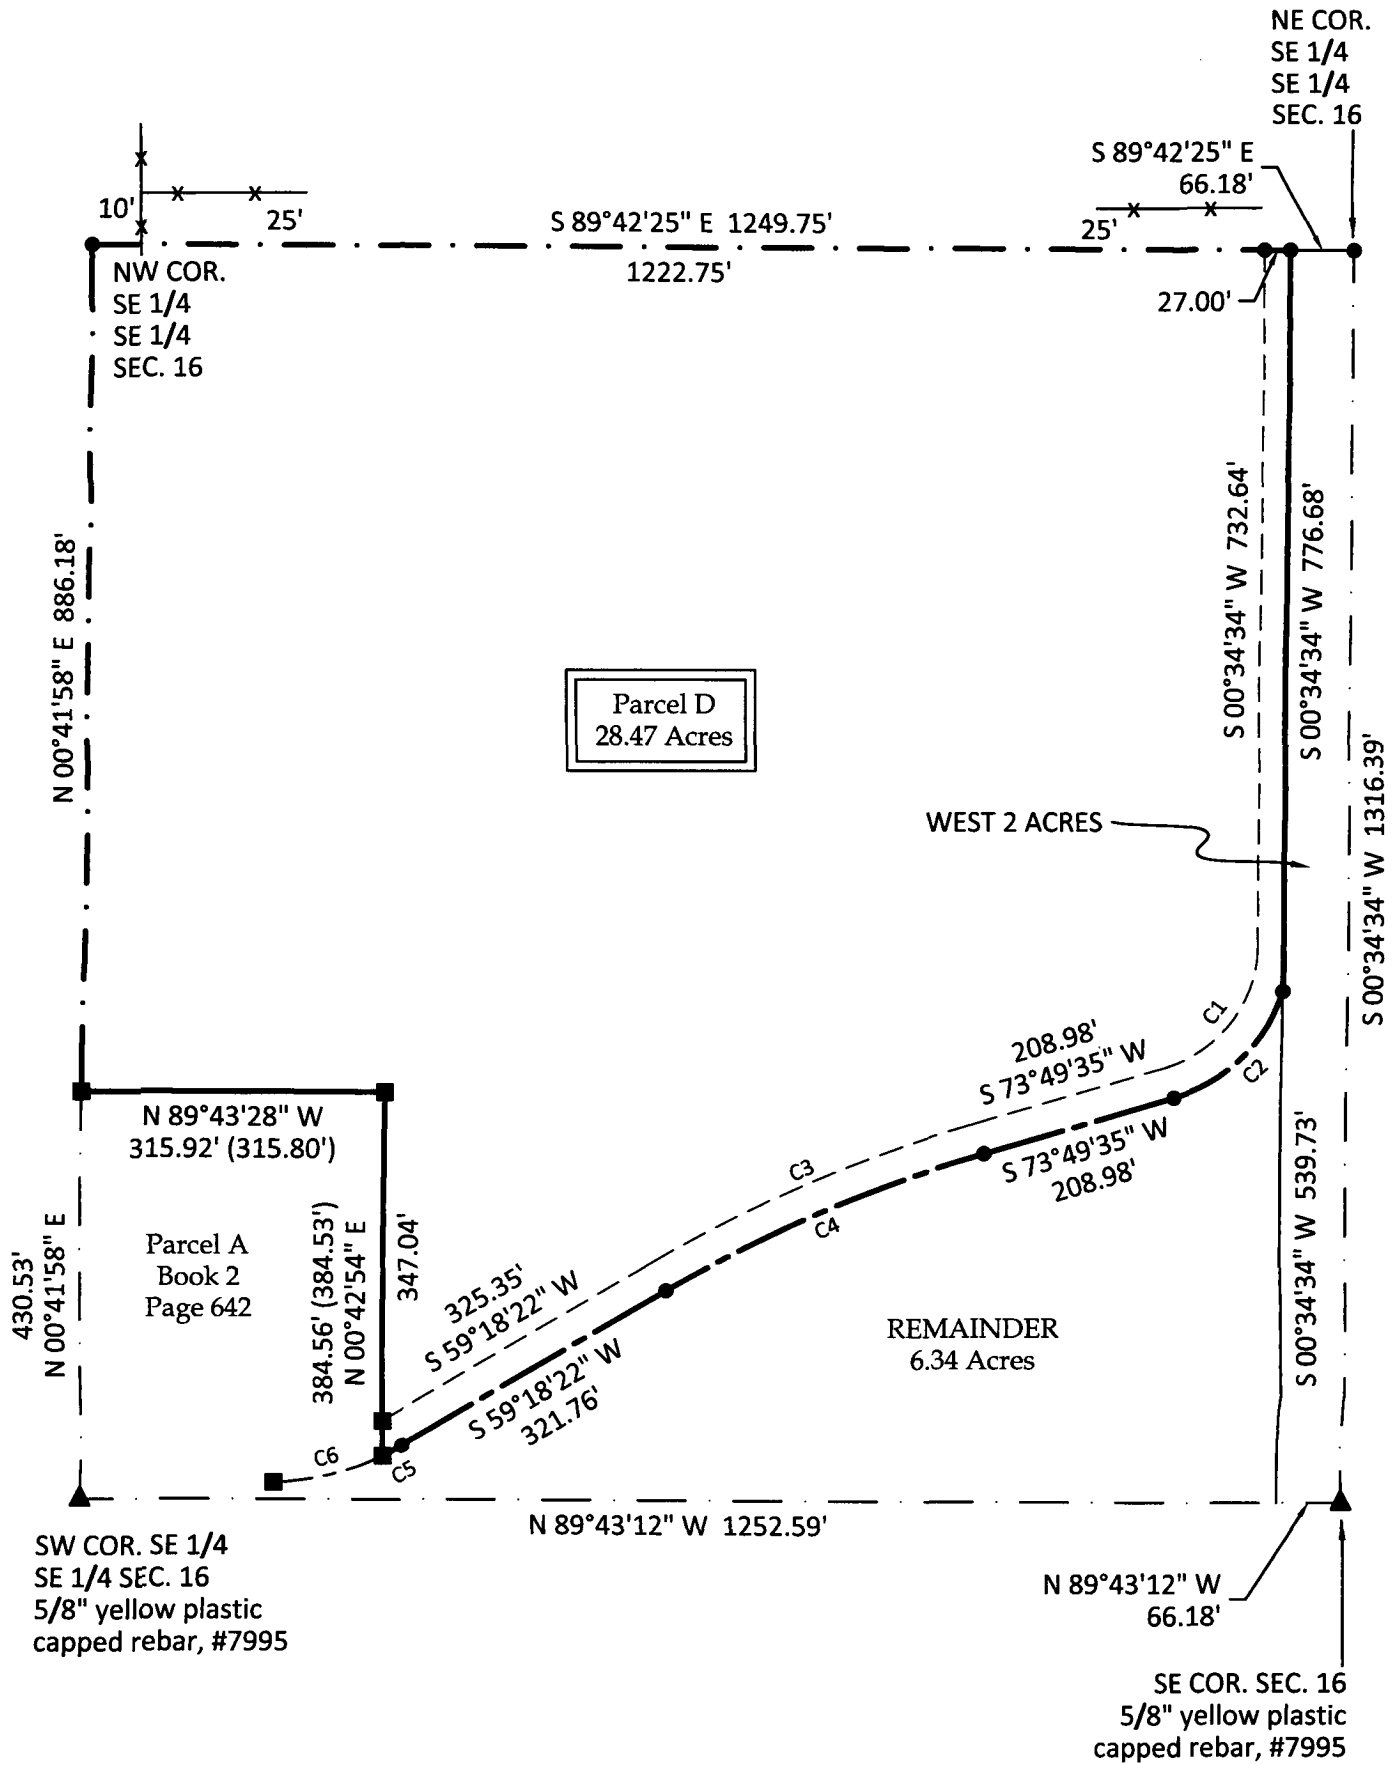 NE COR.
SE 1/4
SE 1/4
SEC. 16
S 89°42'25" E
66.18'
10'
25'
S 89°42'25" E 1249.75'
25'
1222.75'
27.00'
NW COR.
SE 1/4
SE 1/4
SEC. 16
N 00°41'58" E 886.18'
S 00°34'34" W 732.64'
S 00°34'34" W 776.68'
S 00°34'34" W 1316.39'
Parcel D
28.47 Acres
WEST 2 ACRES
C1
C2
208.98'
S 73°49'35" W
S 73°49'35" W
208.98'
C3
C4
N 89°43'28" W
315.92' (315.80')
430.53'
N 00°41'58" E
Parcel A
Book 2
Page 642
384.56' (384.53')
N 00°42'54" E
347.04'
325.35'
S 59°18'22" W
S 59°18'22" W
321.76'
REMAINDER
6.34 Acres
S 00°34'34" W 539.73'
C6
C5
N 89°43'12" W 1252.59'
SW COR. SE 1/4
SE 1/4 SEC. 16
5/8" yellow plastic
capped rebar, #7995
N 89°43'12" W
66.18'
SE COR. SEC. 16
5/8" yellow plastic
capped rebar, #7995